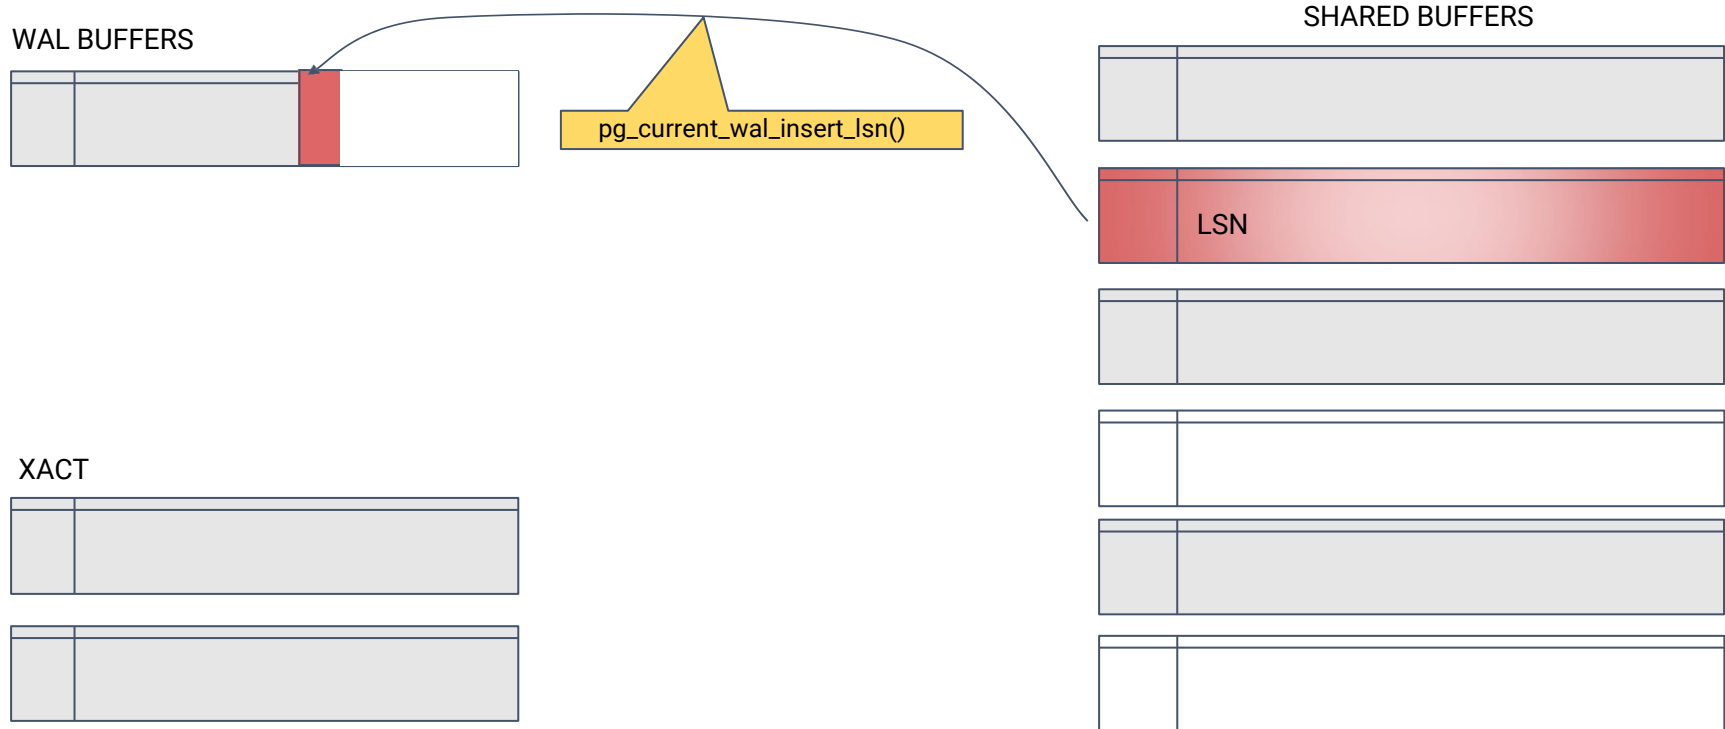 SHARED BUFFERS
WAL BUFFERS
pg_current_wal_insert_lsn()
LSN
XACT